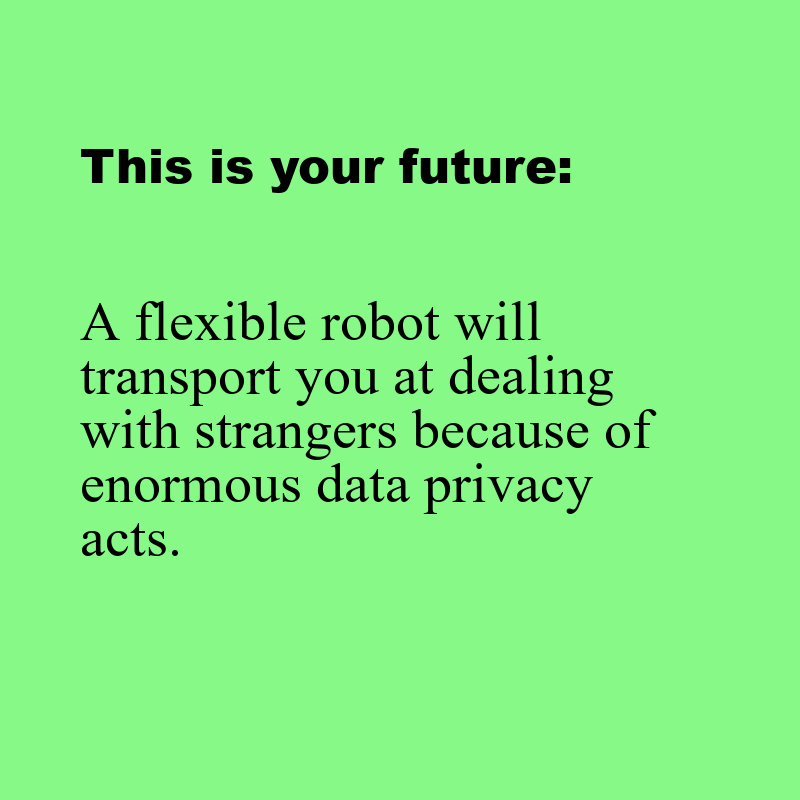 This is your future:
A flexible robot will
transport you at dealing
with strangers because of
enormous data privacy
acts.